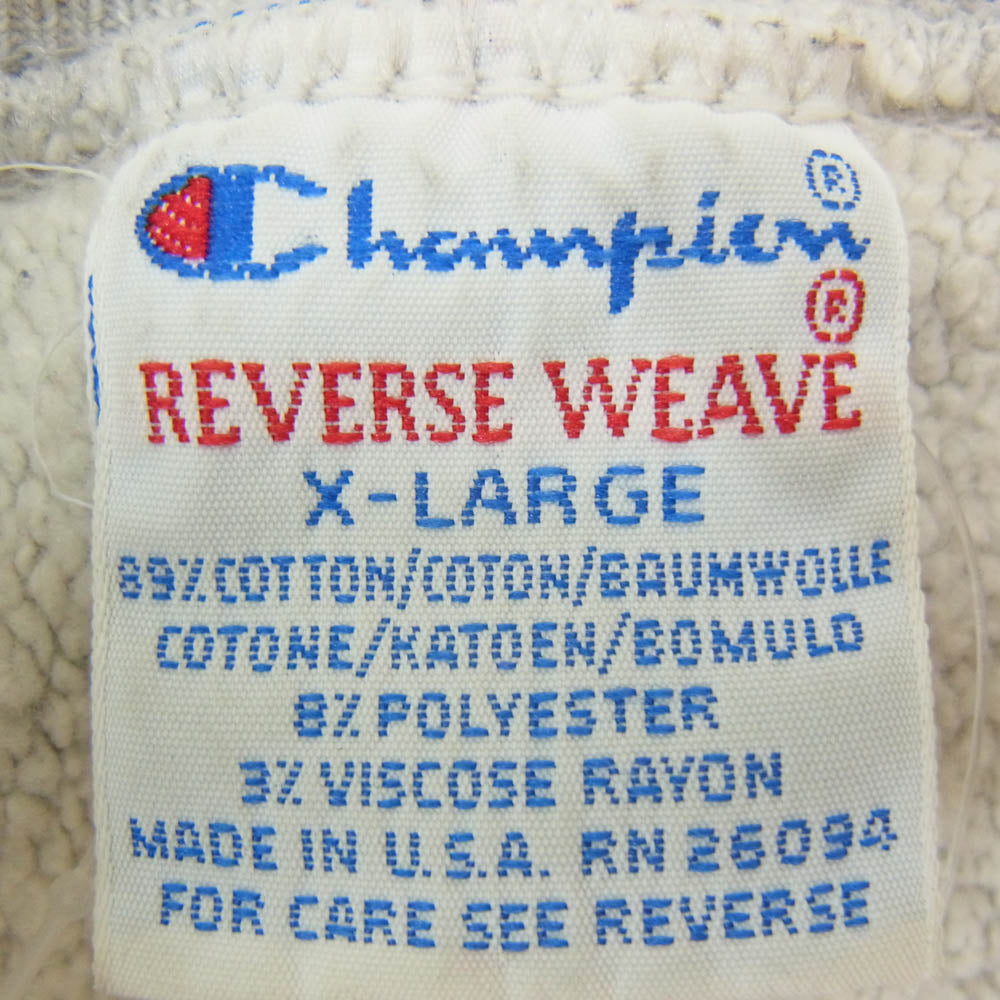 Champion®
®
REVERSE WEAVE
X-LARGE
89% COTTON/COTON/BAUMWOLLE
COTONE/KATOEN/BOMULD
8% POLYESTER
3% VISCOSE RAYON
MADE IN U.S.A. RN 26094
FOR CARE SEE REVERSE